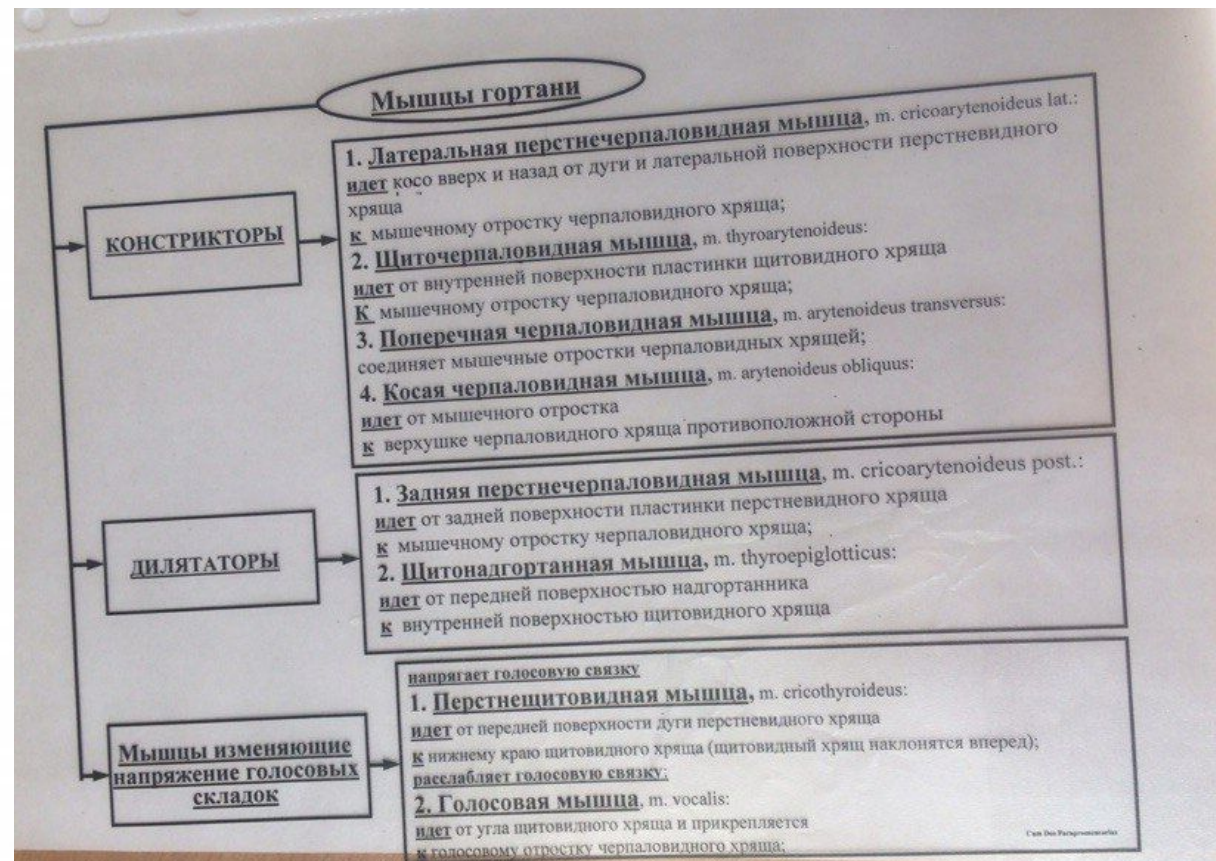 Мышцы гортани
КОНСТРИКТОРЫ
1. Латеральная перстнечерпаловидная мышца, m. cricoarytenoideus lat.:
идет косо вверх и назад от дуги и латеральной поверхности перстневидного
хряща
к мышечному отростку черпаловидного хряща;
2. Щиточерпаловидная мышца, m. thyroarytenoideus:
идет от внутренней поверхности пластинки щитовидного хряща
К мышечному отростку черпаловидного хряща;
3. Поперечная черпаловидная мышца, m. arytenoideus transversus:
соединяет мышечные отростки черпаловидных хрящей;
4. Косая черпаловидная мышца, m. arytenoideus obliquus:
идет от мышечного отростка
к верхушке черпаловидного хряща противоположной стороны
ДИЛЯТАТОРЫ
1. Задняя перстнечерпаловидная мышца, m. cricoarytenoideus post.:
идет от задней поверхности пластинки перстневидного хряща
к мышечному отростку черпаловидного хряща;
2. Щитонадгортанная мышца, m. thyroepiglotticus:
идет от передней поверхностью надгортанника
к внутренней поверхностью щитовидного хряща
Мышцы изменяющие
напряжение голосовых
складок
напрягает голосовую связку
1. Перстнещитовидная мышца, m. cricothyroideus:
идет от передней поверхности дуги перстневидного хряща
к нижнему краю щитовидного хряща (щитовидный хрящ наклонятся вперед);
расслабляет голосовую связку:
2. Голосовая мышца, m. vocalis:
идет от угла щитовидного хряща и прикрепляется
к голосовому отростку черпаловидного хряща;